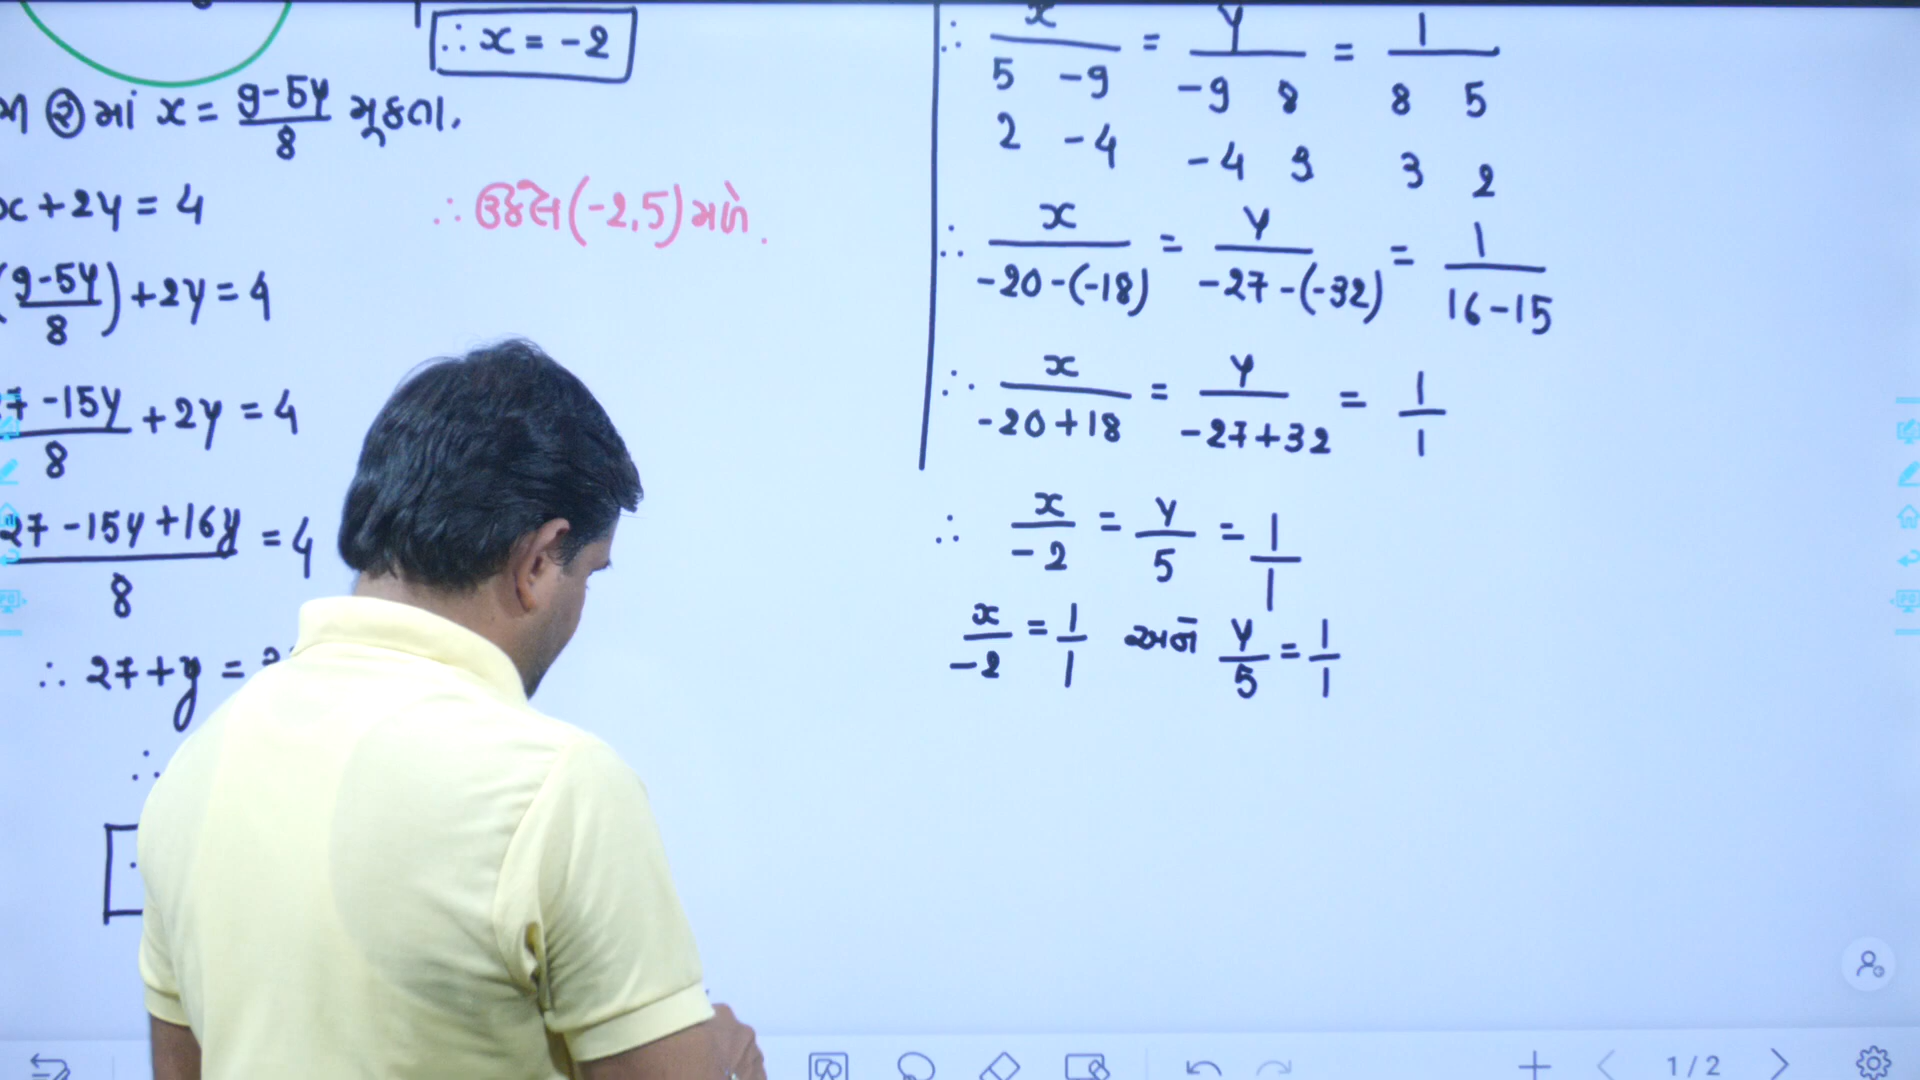 ∴ x = -2
② માં x = 9-5y/8 મૂકતા.
x + 2y = 4
(9-5y/8) + 2y = 4
27 -15y/8 + 2y = 4
27 -15y +16y/8 = 4
∴ 27 + y =
∴
∴ ઉકેલ (-2,5) મળે.
∴ x/ = y/ = 1/
5 -9 -9 8 8 5
2 -4 -4 3 3 2
∴ x/-20-(-18) = y/-27-(-32) = 1/16-15
∴ x/-20+18 = y/-27+32 = 1/1
∴ x/-2 = y/5 = 1/1
x/-2 = 1/1 અને y/5 = 1/1
1/2